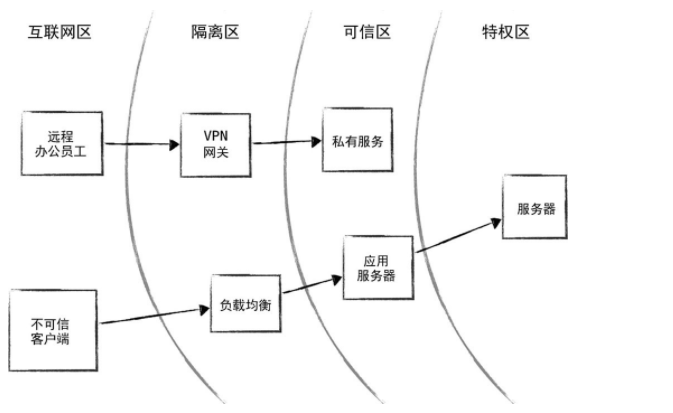 互联网区
隔离区
可信区
特权区
远程
办公员工
VPN
网关
私有服务
服务器
应用
服务器
负载均衡
不可信
客户端